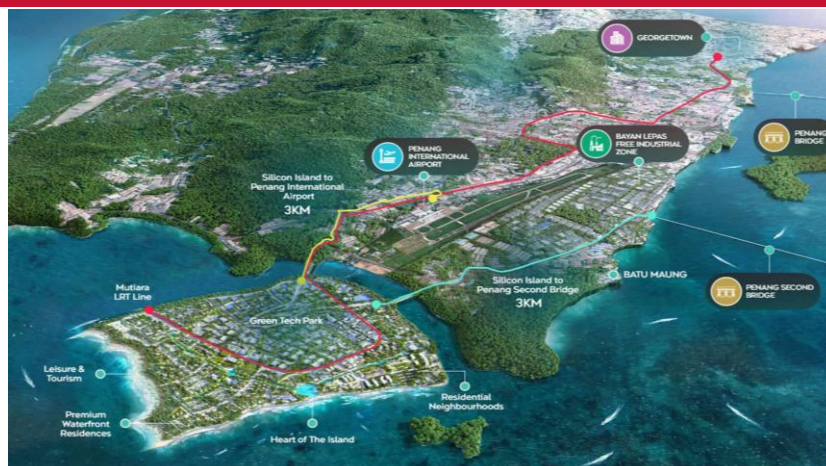 GEORGETOWN
PENANG
BRIDGE
BAYAN LEPAS
FREE INDUSTRIAL
ZONE
PENANG
INTERNATIONAL
AIRPORT
Silicon Island to
Penang International
Airport
3KM
BATU MAUNG
Silicon Island to
Penang Second Bridge
3KM
PENANG SECOND
BRIDGE
Mutiara
LRT Line
Green Tech Park
Leisure &
Tourism
Residential
Neighbourhoods
Premium
Waterfront
Residences
Heart of The Island